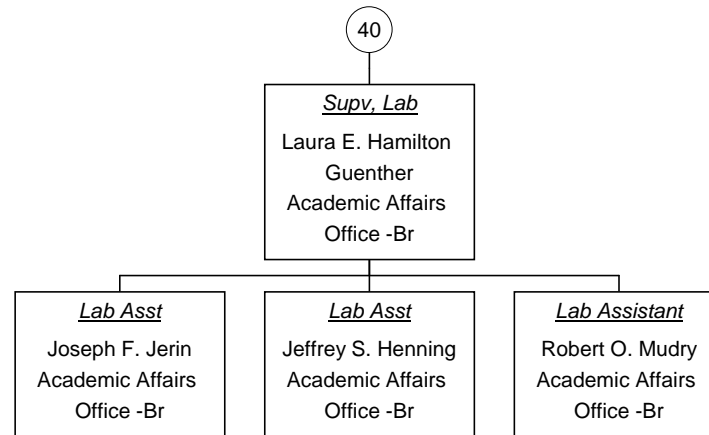 40
Supv, Lab
Laura E. Hamilton
Guenther
Academic Affairs
Office -Br
Lab Asst
Joseph F. Jerin
Academic Affairs
Office -Br
Lab Asst
Jeffrey S. Henning
Academic Affairs
Office -Br
Lab Assistant
Robert O. Mudry
Academic Affairs
Office -Br